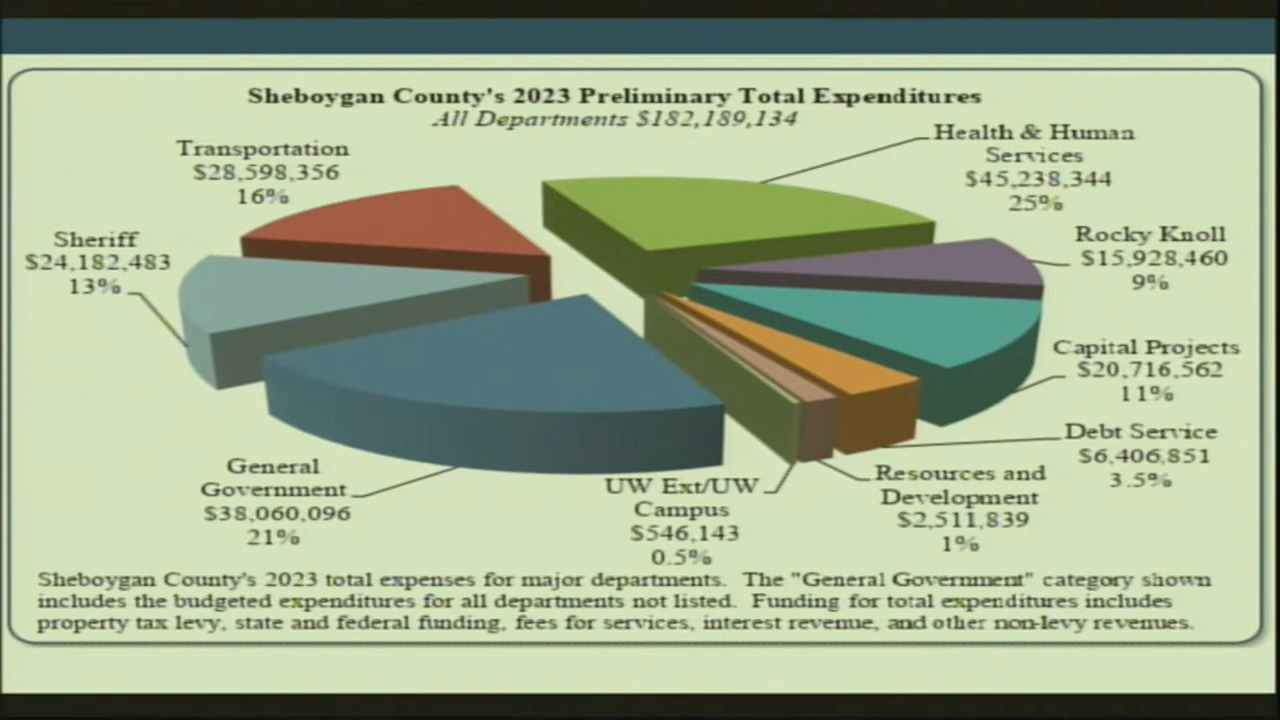 Sheboygan County's 2023 Preliminary Total Expenditures
All Departments $182,189,134
Transportation
$28,598,356
16%
Health & Human
Services
$45,238,344
25%
Sheriff
$24,182,483
13%
Rocky Knoll
$15,928,460
9%
Capital Projects
$20,716,562
11%
Debt Service
$6,406,851
3.5%
General
Government
$38,060,096
21%
UW Ext/UW
Campus
$546,143
0.5%
Resources and
Development
$2,511,839
1%
Sheboygan County's 2023 total expenses for major departments. The "General Government" category shown
includes the budgeted expenditures for all departments not listed. Funding for total expenditures includes
property tax levy, state and federal funding, fees for services, interest revenue, and other non-levy revenues.